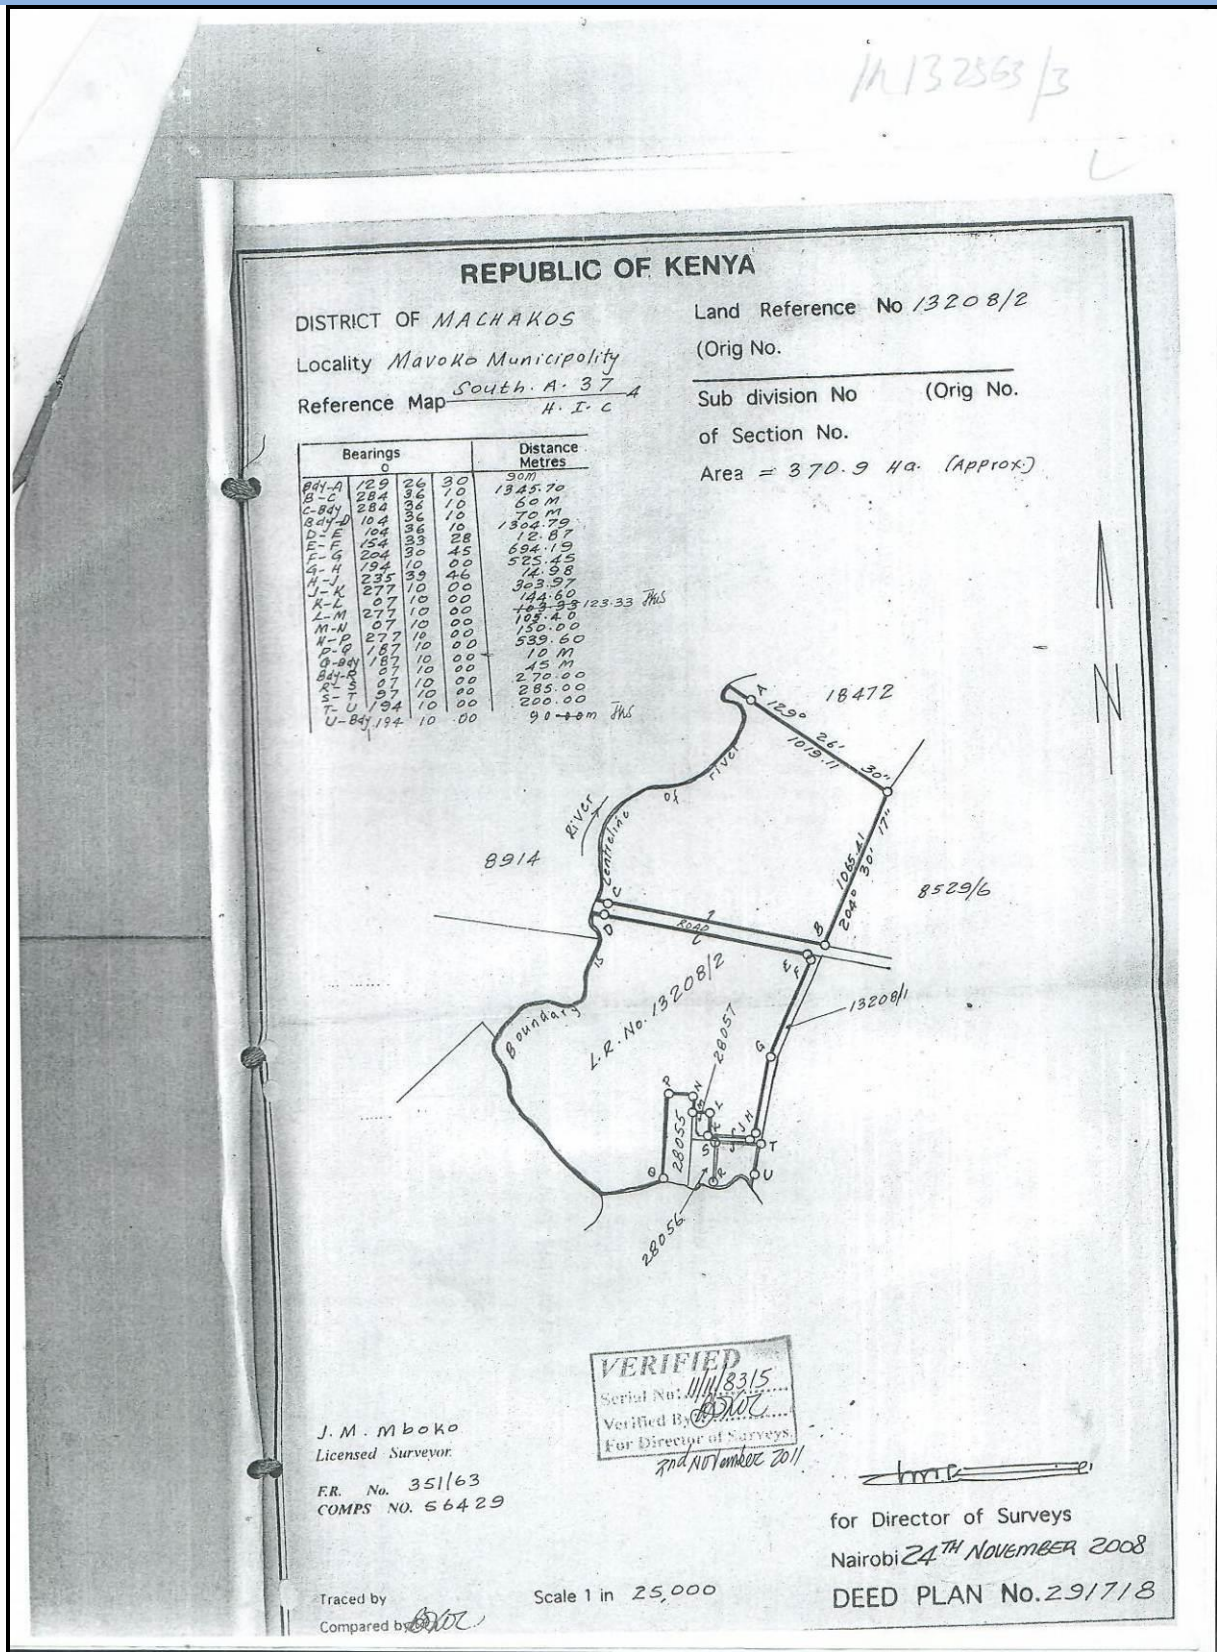 REPUBLIC OF KENYA
DISTRICT OF MACHAKOS
Locality Mavoko Municipality
Reference Map South. A. 37 4
H. I. C
Land Reference No 13208/2
(Orig No.
Sub division No (Orig No.
of Section No.
Area = 370.9 Ha. (Approx.)
Bearings Distance
O Metres
Bdy-A 129 26 30 90m
B-C 284 36 10 1345.70
C-Bdy 284 36 10 60 M
Bdy-D 104 36 10 70 M
D-E 104 36 10 1304.79
E-F 154 33 28 12.87
F-G 204 30 45 694.19
G-H 194 10 00 525.45
H-J 235 39 46 14.98
J-K 277 10 00 303.97
K-L 07 10 00 144.60
L-M 277 10 00 123.33
M-N 07 10 00 105.40
N-P 277 10 00 150.00
P-Q 187 10 00 539.60
Q-Bdy 187 10 00 10 M
Bdy-R 07 10 00 45 M
R-S 07 10 00 270.00
S-T 97 10 00 285.00
T-U 194 10 00 200.00
U-Bdy 194 10 00 90 m
N
A
18472
129° 26' 30"
1019.11
River
Boundary is Centreline of river
8914
1065.41
204° 30' 17"
8529/6
C
D
ROAD
B
E
F
L.R. No. 13208/2
13208/1
28057
G
P
N
L
K
J
H
S
T
28055
Q
R
U
28056
VERIFIED
Serial No: 11/11/8315
Verified By
For Director of Surveys
2nd November 2011
J. M. Mboko
Licensed Surveyor.
F.R. No. 351/63
COMPS NO. 56429
for Director of Surveys
Nairobi 24TH NOVEMBER 2008
DEED PLAN No. 291718
Traced by
Compared by
Scale 1 in 25,000